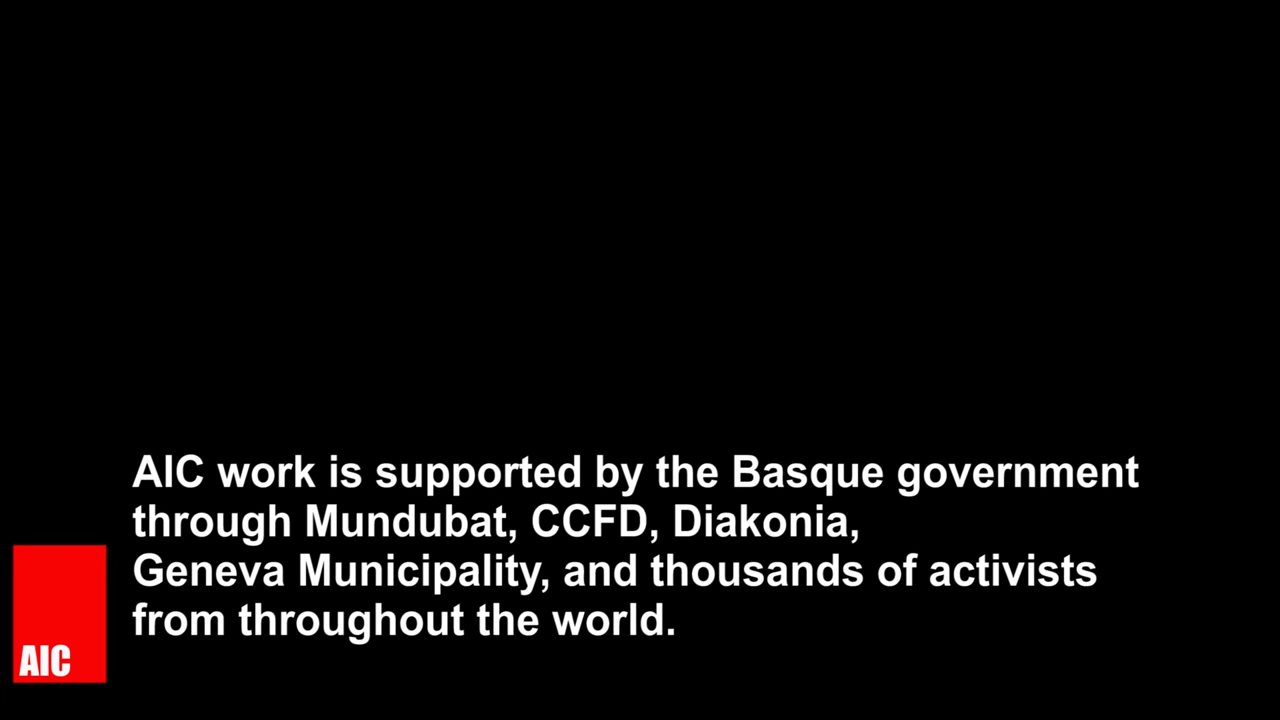 AIC work is supported by the Basque government
through Mundubat, CCFD, Diakonia,
Geneva Municipality, and thousands of activists
from throughout the world.
AIC